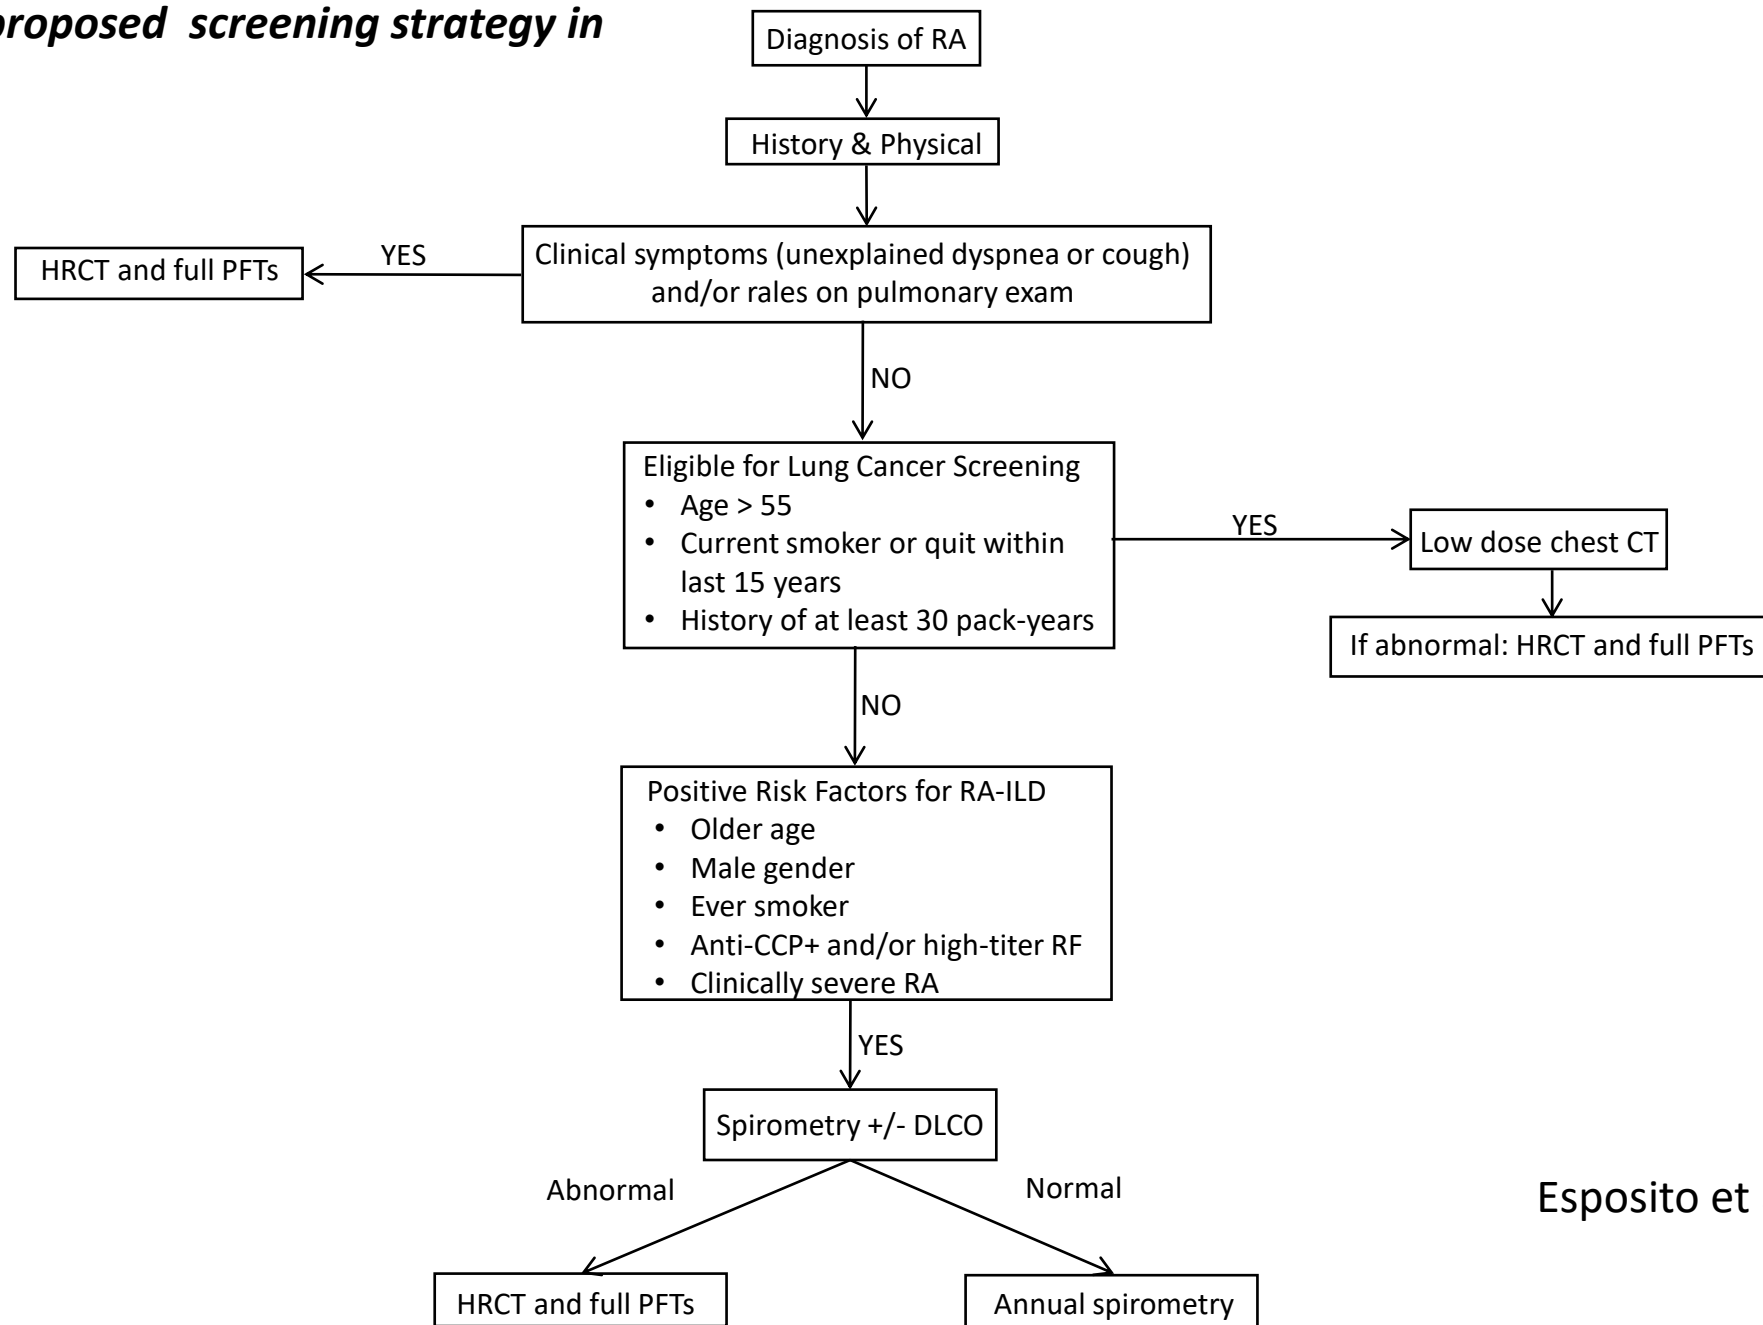 proposed screening strategy in
Diagnosis of RA
History & Physical
Clinical symptoms (unexplained dyspnea or cough)
and/or rales on pulmonary exam
YES
HRCT and full PFTs
NO
Eligible for Lung Cancer Screening
• Age > 55
• Current smoker or quit within
last 15 years
• History of at least 30 pack-years
YES
Low dose chest CT
If abnormal: HRCT and full PFTs
NO
Positive Risk Factors for RA-ILD
• Older age
• Male gender
• Ever smoker
• Anti-CCP+ and/or high-titer RF
• Clinically severe RA
YES
Spirometry +/- DLCO
Abnormal
Normal
HRCT and full PFTs
Annual spirometry
Esposito et